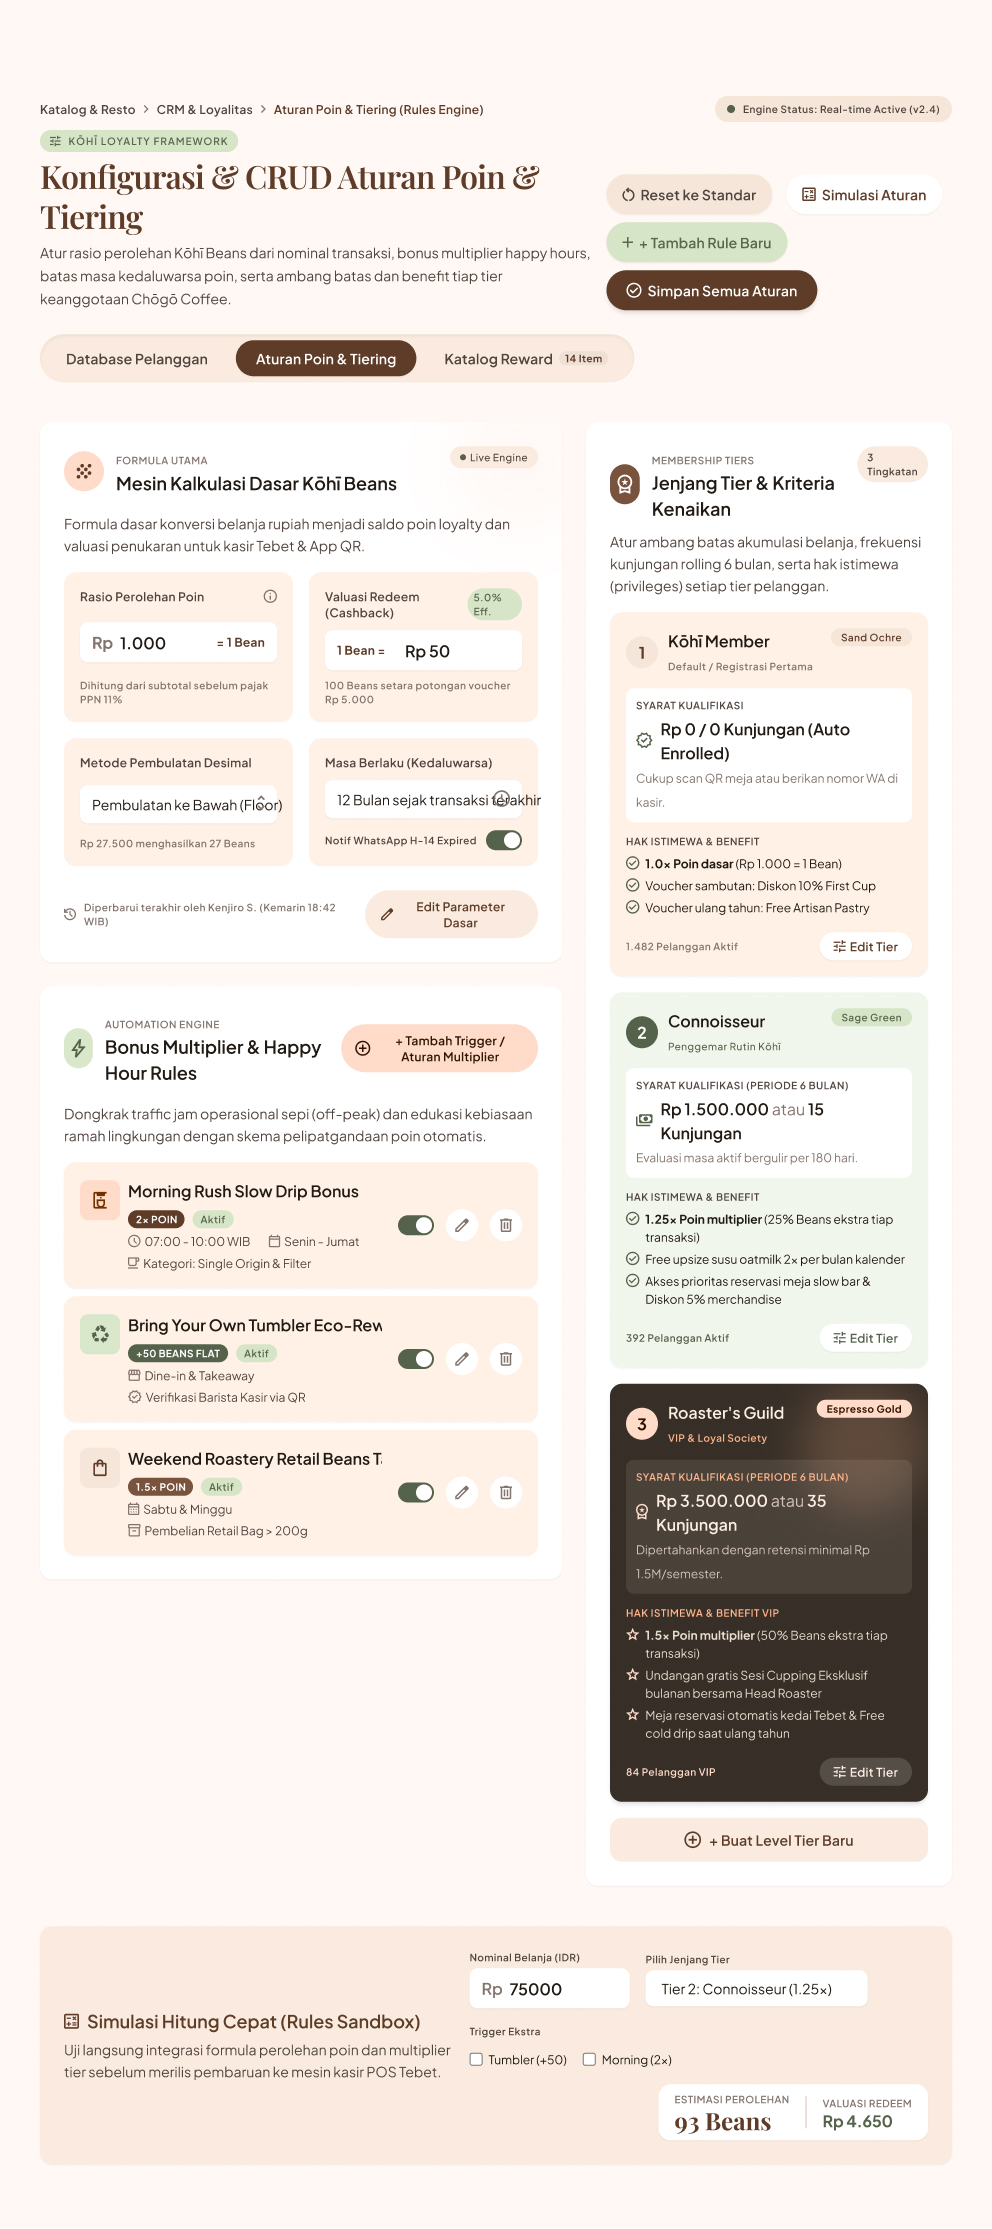 Katalog & Resto > CRM & Loyalitas > Aturan Poin & Tiering (Rules Engine)
Engine Status: Real-time Active (v2.4)
KŌHĪ LOYALTY FRAMEWORK
Konfigurasi & CRUD Aturan Poin &
Tiering
Atur rasio perolehan Kōhī Beans dari nominal transaksi, bonus multiplier happy hours,
batas masa kedaluwarsa poin, serta ambang batas dan benefit tiap tier
keanggotaan Chōgō Coffee.
Reset ke Standar
Simulasi Aturan
+ Tambah Rule Baru
Simpan Semua Aturan
Database Pelanggan
Aturan Poin & Tiering
Katalog Reward 14 Item
FORMULA UTAMA
Mesin Kalkulasi Dasar Kōhī Beans
Live Engine
Formula dasar konversi belanja rupiah menjadi saldo poin loyalty dan
valuasi penukaran untuk kasir Tebet & App QR.
Rasio Perolehan Poin
Rp 1.000 = 1 Bean
Dihitung dari subtotal sebelum pajak
PPN 11%
Valuasi Redeem
(Cashback)
5.0%
Eff.
1 Bean = Rp 50
100 Beans setara potongan voucher
Rp 5.000
Metode Pembulatan Desimal
Pembulatan ke Bawah (Floor)
Rp 27.500 menghasilkan 27 Beans
Masa Berlaku (Kedaluwarsa)
12 Bulan sejak transaksi terakhir
Notif WhatsApp H-14 Expired
Diperbarui terakhir oleh Kenjiro S. (Kemarin 18:42
WIB)
Edit Parameter
Dasar
AUTOMATION ENGINE
Bonus Multiplier & Happy
Hour Rules
+ Tambah Trigger /
Aturan Multiplier
Dongkrak traffic jam operasional sepi (off-peak) dan edukasi kebiasaan
ramah lingkungan dengan skema pelipatgandaan poin otomatis.
Morning Rush Slow Drip Bonus
2x POIN Aktif
07:00 - 10:00 WIB Senin - Jumat
Kategori: Single Origin & Filter
Bring Your Own Tumbler Eco-Rew
+50 BEANS FLAT Aktif
Dine-in & Takeaway
Verifikasi Barista Kasir via QR
Weekend Roastery Retail Beans T
1.5x POIN Aktif
Sabtu & Minggu
Pembelian Retail Bag > 200g
MEMBERSHIP TIERS
Jenjang Tier & Kriteria
Kenaikan
3
Tingkatan
Atur ambang batas akumulasi belanja, frekuensi
kunjungan rolling 6 bulan, serta hak istimewa
(privileges) setiap tier pelanggan.
1
Kōhī Member
Sand Ochre
Default / Registrasi Pertama
SYARAT KUALIFIKASI
Rp 0 / 0 Kunjungan (Auto
Enrolled)
Cukup scan QR meja atau berikan nomor WA di
kasir.
HAK ISTIMEWA & BENEFIT
1.0x Poin dasar (Rp 1.000 = 1 Bean)
Voucher sambutan: Diskon 10% First Cup
Voucher ulang tahun: Free Artisan Pastry
1.482 Pelanggan Aktif
Edit Tier
2
Connoisseur
Sage Green
Penggemar Rutin Kōhī
SYARAT KUALIFIKASI (PERIODE 6 BULAN)
Rp 1.500.000 atau 15
Kunjungan
Evaluasi masa aktif bergulir per 180 hari.
HAK ISTIMEWA & BENEFIT
1.25x Poin multiplier (25% Beans ekstra tiap
transaksi)
Free upsize susu oatmilk 2x per bulan kalender
Akses prioritas reservasi meja slow bar &
Diskon 5% merchandise
392 Pelanggan Aktif
Edit Tier
3
Roaster's Guild
Espresso Gold
VIP & Loyal Society
SYARAT KUALIFIKASI (PERIODE 6 BULAN)
Rp 3.500.000 atau 35
Kunjungan
Dipertahankan dengan retensi minimal Rp
1.5M/semester.
HAK ISTIMEWA & BENEFIT VIP
1.5x Poin multiplier (50% Beans ekstra tiap
transaksi)
Undangan gratis Sesi Cupping Eksklusif
bulanan bersama Head Roaster
Meja reservasi otomatis kedai Tebet & Free
cold drip saat ulang tahun
84 Pelanggan VIP
Edit Tier
+ Buat Level Tier Baru
Simulasi Hitung Cepat (Rules Sandbox)
Uji langsung integrasi formula perolehan poin dan multiplier
tier sebelum merilis pembaruan ke mesin kasir POS Tebet.
Nominal Belanja (IDR)
Rp 75000
Pilih Jenjang Tier
Tier 2: Connoisseur (1.25x)
Trigger Ekstra
Tumbler (+50) Morning (2x)
ESTIMASI PEROLEHAN
93 Beans
VALUASI REDEEM
Rp 4.650